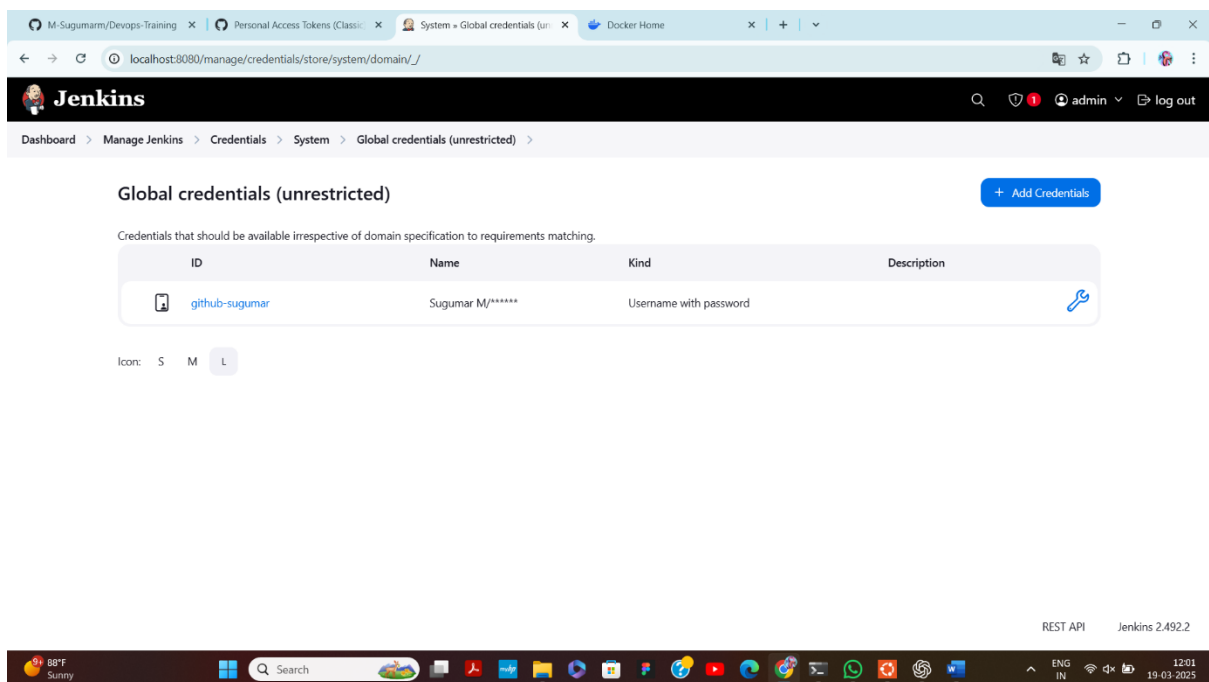 M-Sugumarm/Devops-Training
Personal Access Tokens (Classic)
System » Global credentials (un
Docker Home
localhost:8080/manage/credentials/store/system/domain/_/
Jenkins
1
admin
log out
Dashboard > Manage Jenkins > Credentials > System > Global credentials (unrestricted) >
Global credentials (unrestricted)
+ Add Credentials
Credentials that should be available irrespective of domain specification to requirements matching.
ID Name Kind Description
github-sugumar Sugumar M/****** Username with password
Icon: S M L
REST API Jenkins 2.492.2
9+
88°F
Sunny
Search
ENG
IN
12:01
19-03-2025